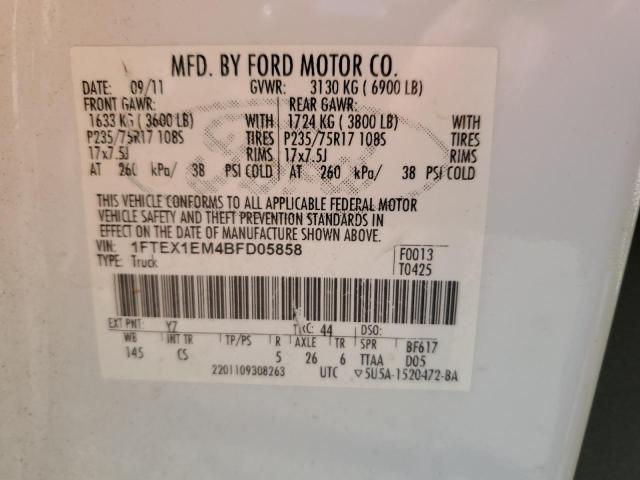 MFD. BY FORD MOTOR CO.
DATE: 09/11 GVWR: 3130 KG ( 6900 LB)
FRONT GAWR: REAR GAWR:
1633 KG ( 3600 LB) WITH 1724 KG ( 3800 LB) WITH
P235/75R17 108S TIRES P235/75R17 108S TIRES
17x7.5J RIMS 17x7.5J RIMS
AT 260 kPa/ 38 PSI COLD AT 260 kPa/ 38 PSI COLD
THIS VEHICLE CONFORMS TO ALL APPLICABLE FEDERAL MOTOR
VEHICLE SAFETY AND THEFT PREVENTION STANDARDS IN
EFFECT ON THE DATE OF MANUFACTURE SHOWN ABOVE.
VIN: 1FTEX1EM4BFD05858 F0013
TYPE: Truck T0425
EXT PNT: YZ RC: 44 DSO:
WB INT TR TP/PS R AXLE TR SPR BF617
145 CS 5 26 6 TTAA D05
2201109308263 UTC ▽5U5A-1520472-BA